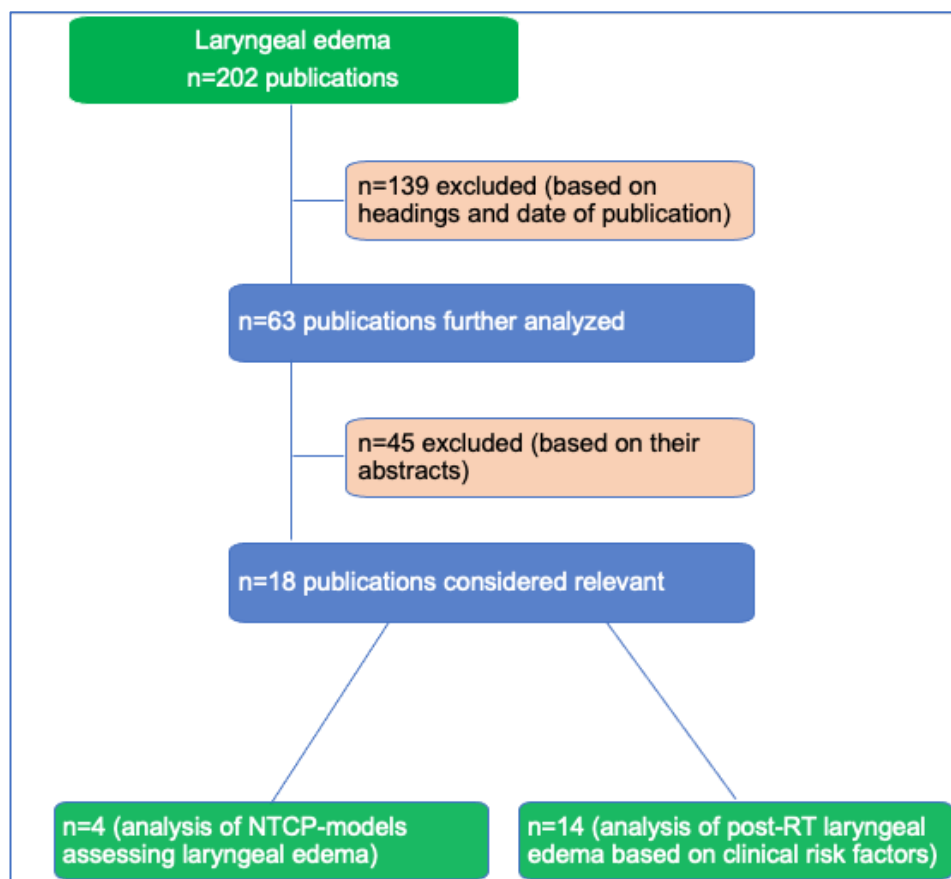 Laryngeal edema
n=202 publications
n=139 excluded (based on
headings and date of publication)
n=63 publications further analyzed
n=45 excluded (based on their
abstracts)
n=18 publications considered relevant
n=4 (analysis of NTCP-models
assessing laryngeal edema)
n=14 (analysis of post-RT laryngeal
edema based on clinical risk factors)